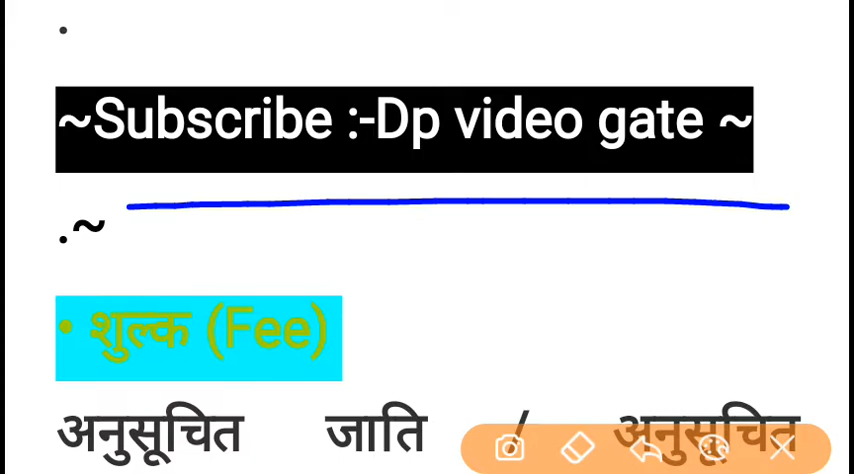 .
~Subscribe :-Dp video gate ~
.~
• शुल्क (Fee)
अनुसूचित जाति / अनुसूचित